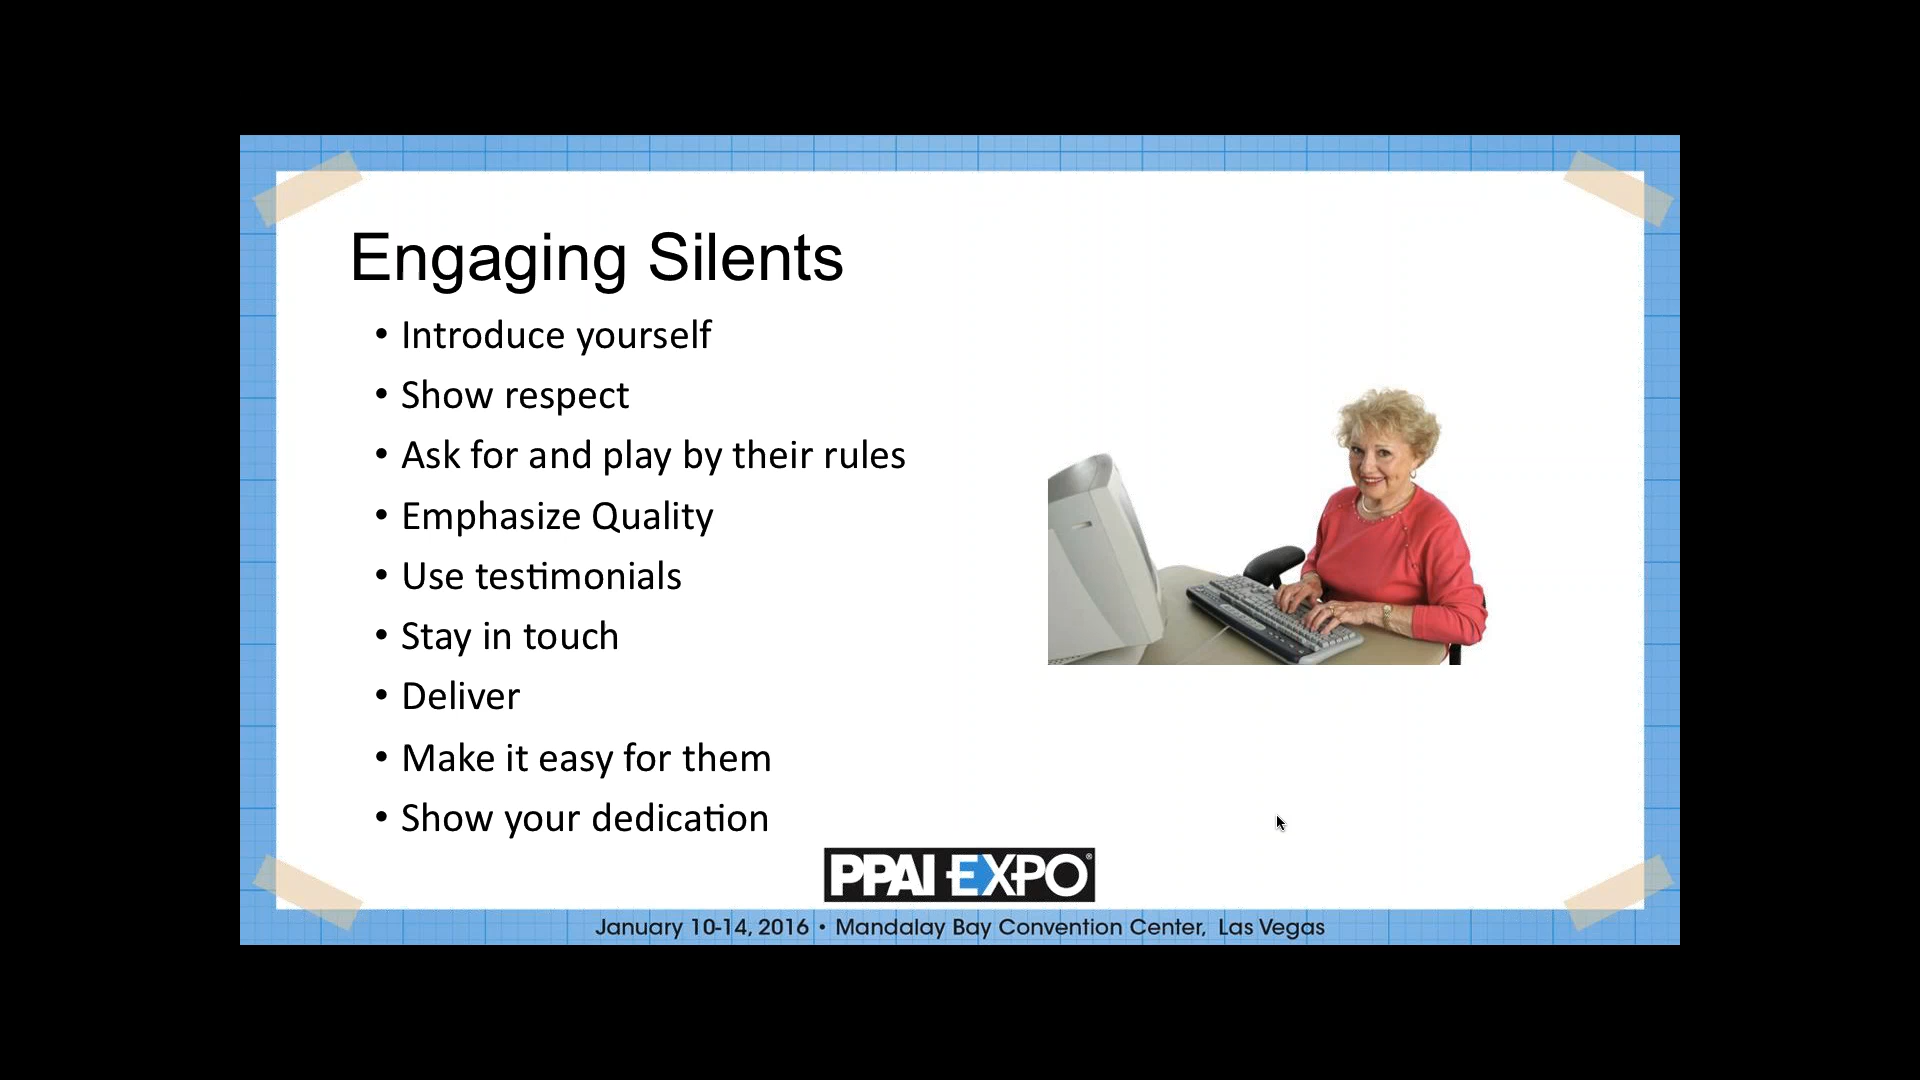 Engaging Silents
• Introduce yourself
• Show respect
• Ask for and play by their rules
• Emphasize Quality
• Use testimonials
• Stay in touch
• Deliver
• Make it easy for them
• Show your dedication
PPAI EXPO®
January 10-14, 2016 • Mandalay Bay Convention Center, Las Vegas